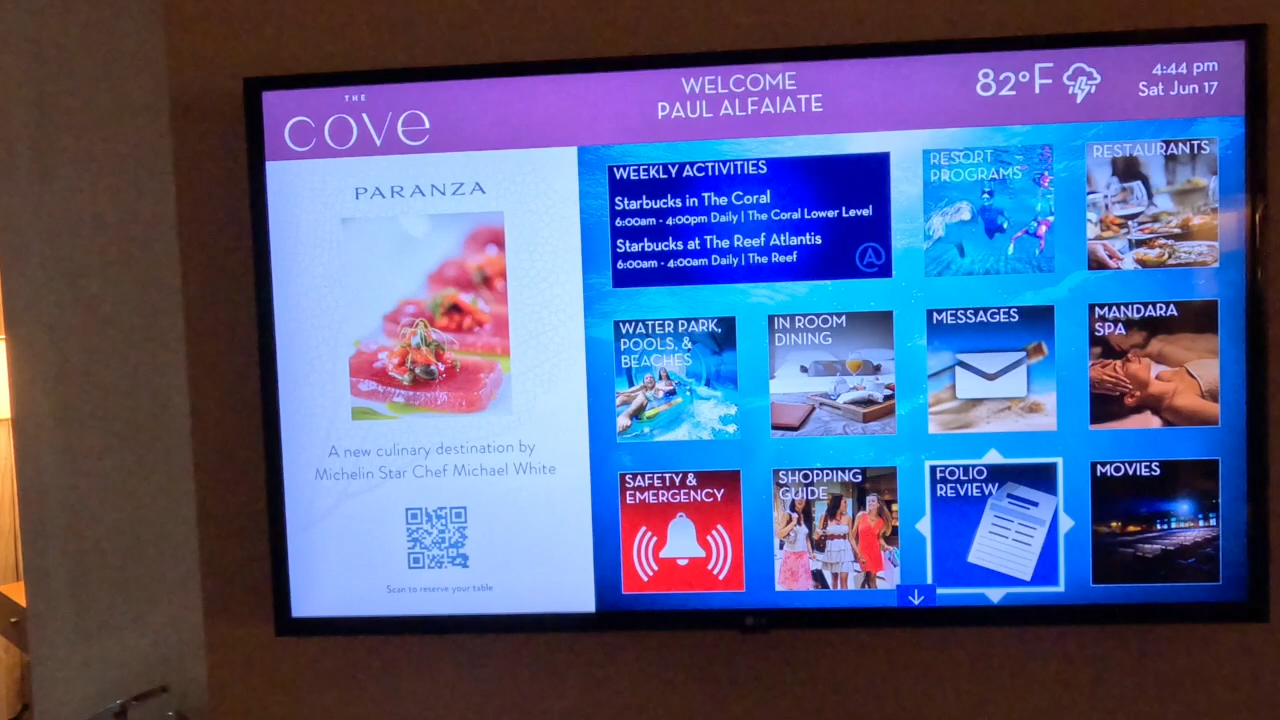 THE
COVE
WELCOME
PAUL ALFAIATE
82°F
4:44 pm
Sat Jun 17
PARANZA
A new culinary destination by
Michelin Star Chef Michael White
Scan to reserve your table
WEEKLY ACTIVITIES
Starbucks in The Coral
6:00am - 4:00pm Daily | The Coral Lower Level
Starbucks at The Reef Atlantis
6:00am - 4:00am Daily | The Reef
A
RESORT
PROGRAMS
RESTAURANTS
WATER PARK,
POOLS, &
BEACHES
IN ROOM
DINING
MESSAGES
MANDARA
SPA
SAFETY &
EMERGENCY
SHOPPING
GUIDE
FOLIO
REVIEW
MOVIES
LG